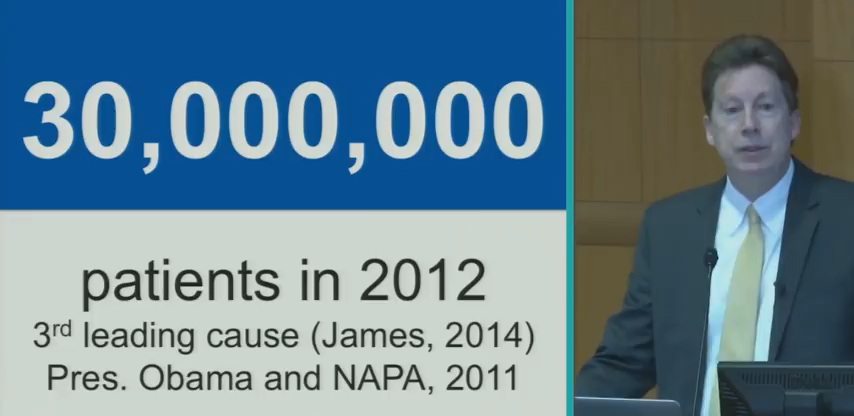 30,000,000
patients in 2012
3rd leading cause (James, 2014)
Pres. Obama and NAPA, 2011